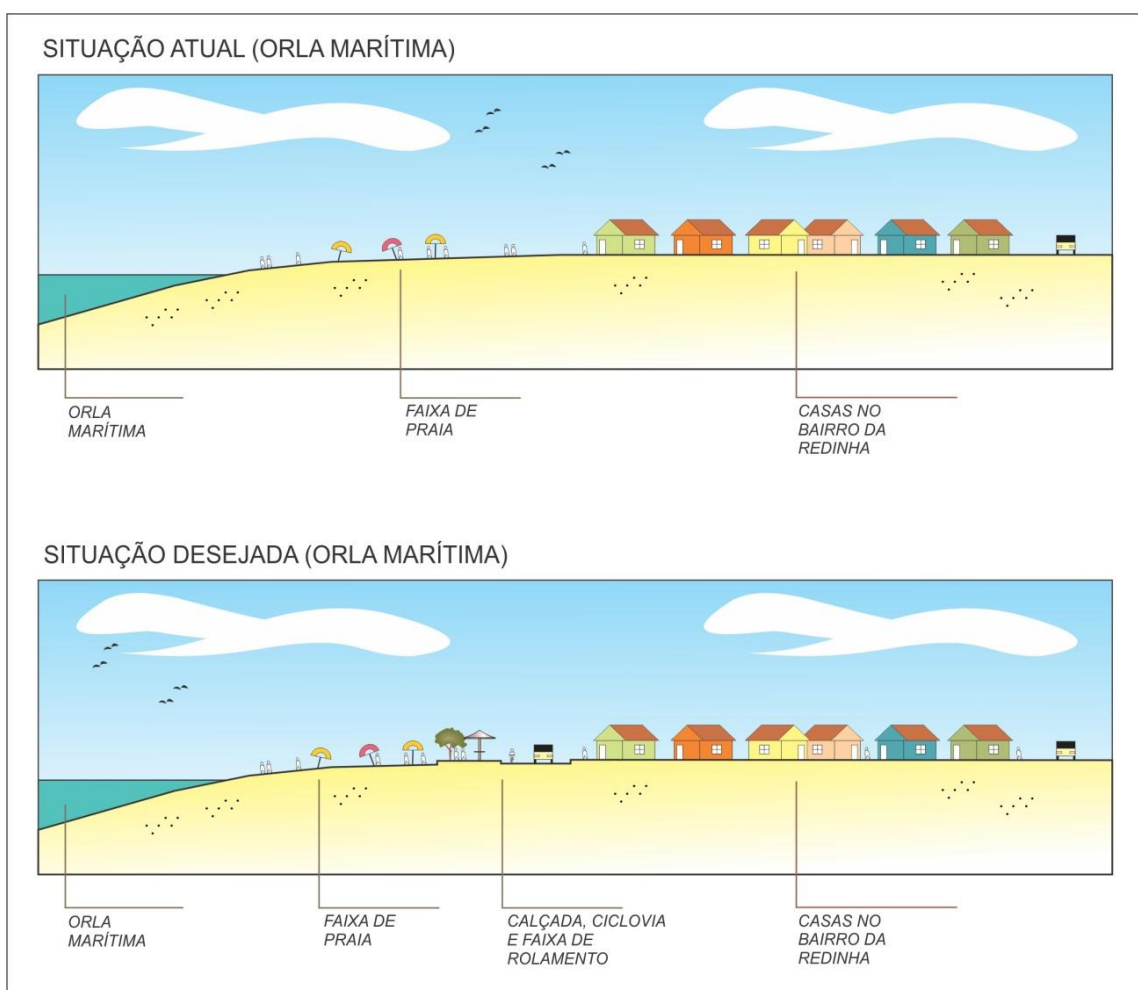 SITUAÇÃO ATUAL (ORLA MARÍTIMA)
ORLA
MARÍTIMA
FAIXA DE
PRAIA
CASAS NO
BAIRRO DA
REDINHA
SITUAÇÃO DESEJADA (ORLA MARÍTIMA)
ORLA
MARÍTIMA
FAIXA DE
PRAIA
CALÇADA, CICLOVIA
E FAIXA DE
ROLAMENTO
CASAS NO
BAIRRO DA
REDINHA